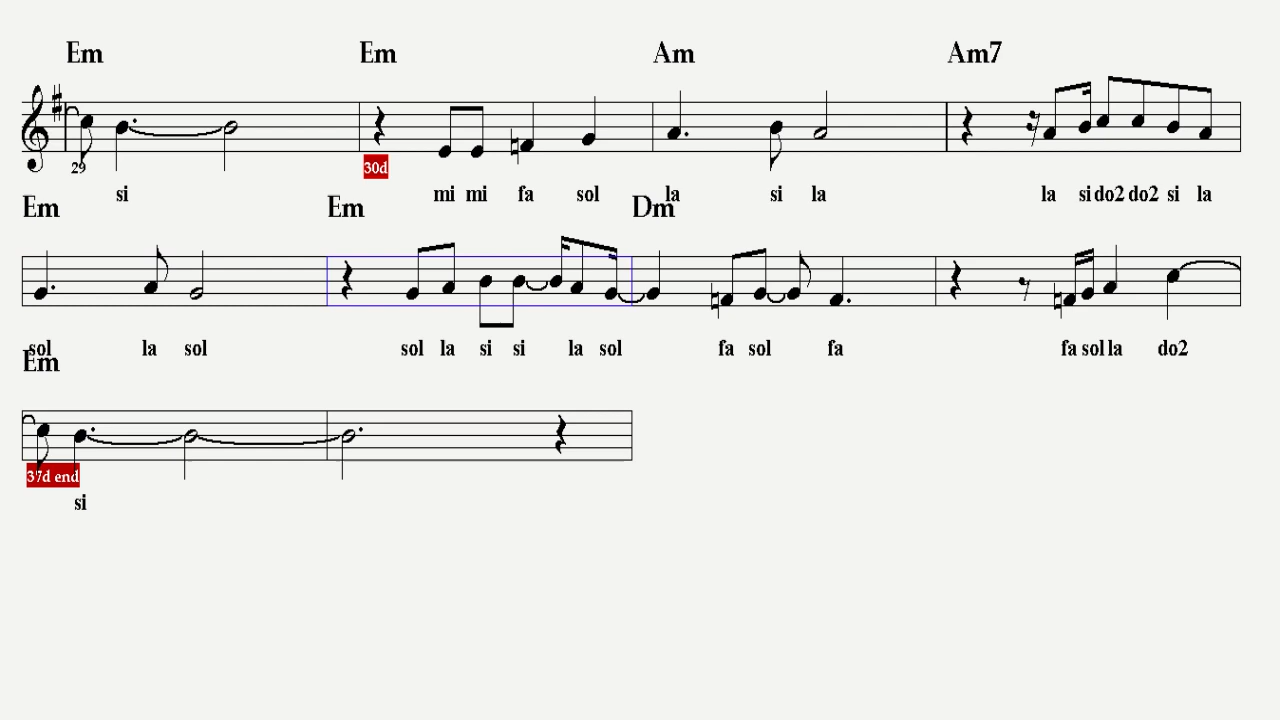 Em Em Am Am7
29 30d
si mi mi fa sol la si la la si do2 do2 si la
Em Em Dm
sol la sol sol la si si la sol fa sol fa fa sol la do2
Em
37d end
si